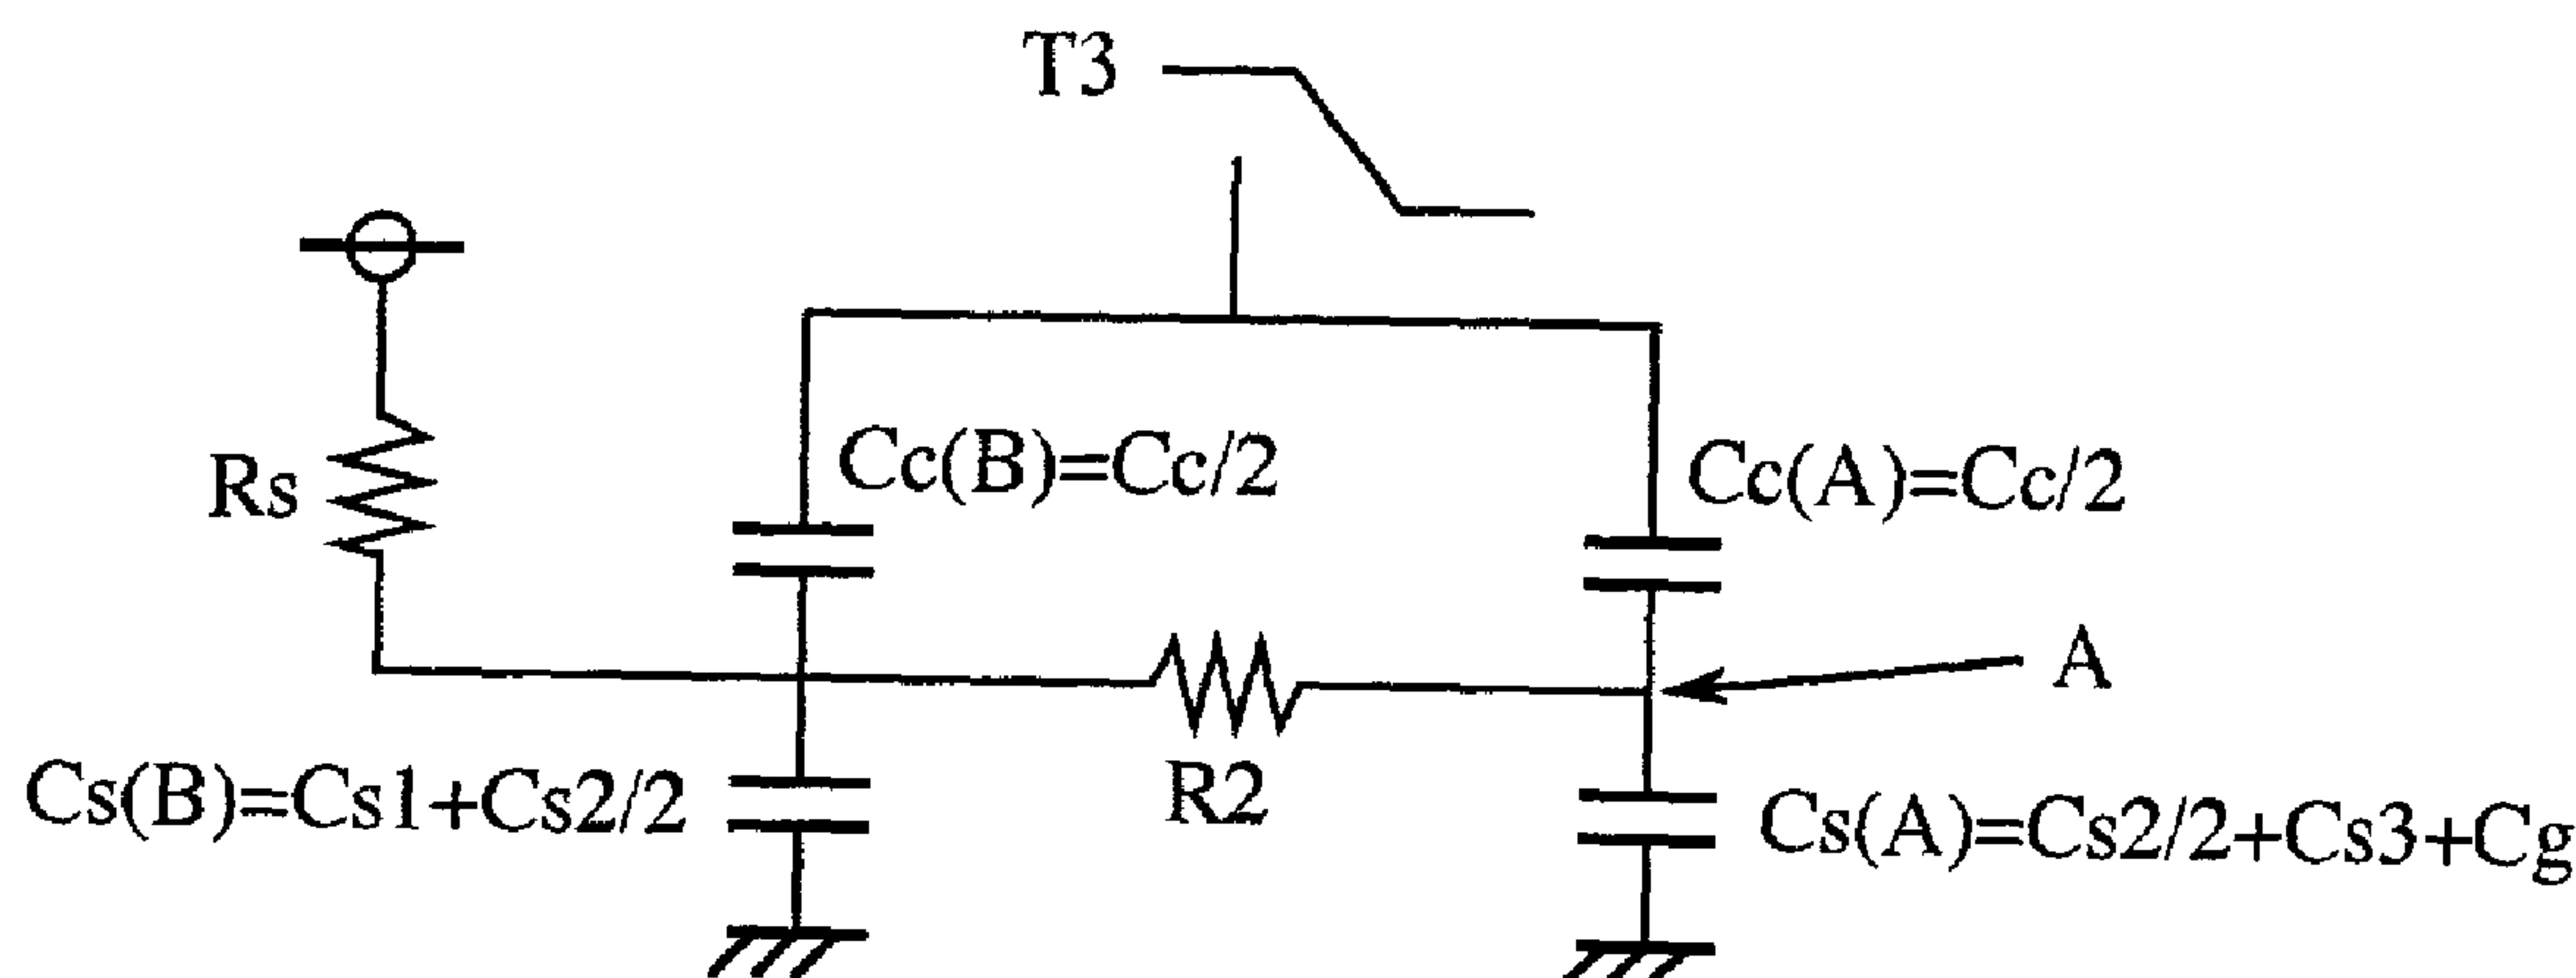 T3
Rs
Cc(B)=Cc/2
Cc(A)=Cc/2
A
Cs(B)=Cs1+Cs2/2
R2
Cs(A)=Cs2/2+Cs3+Cg